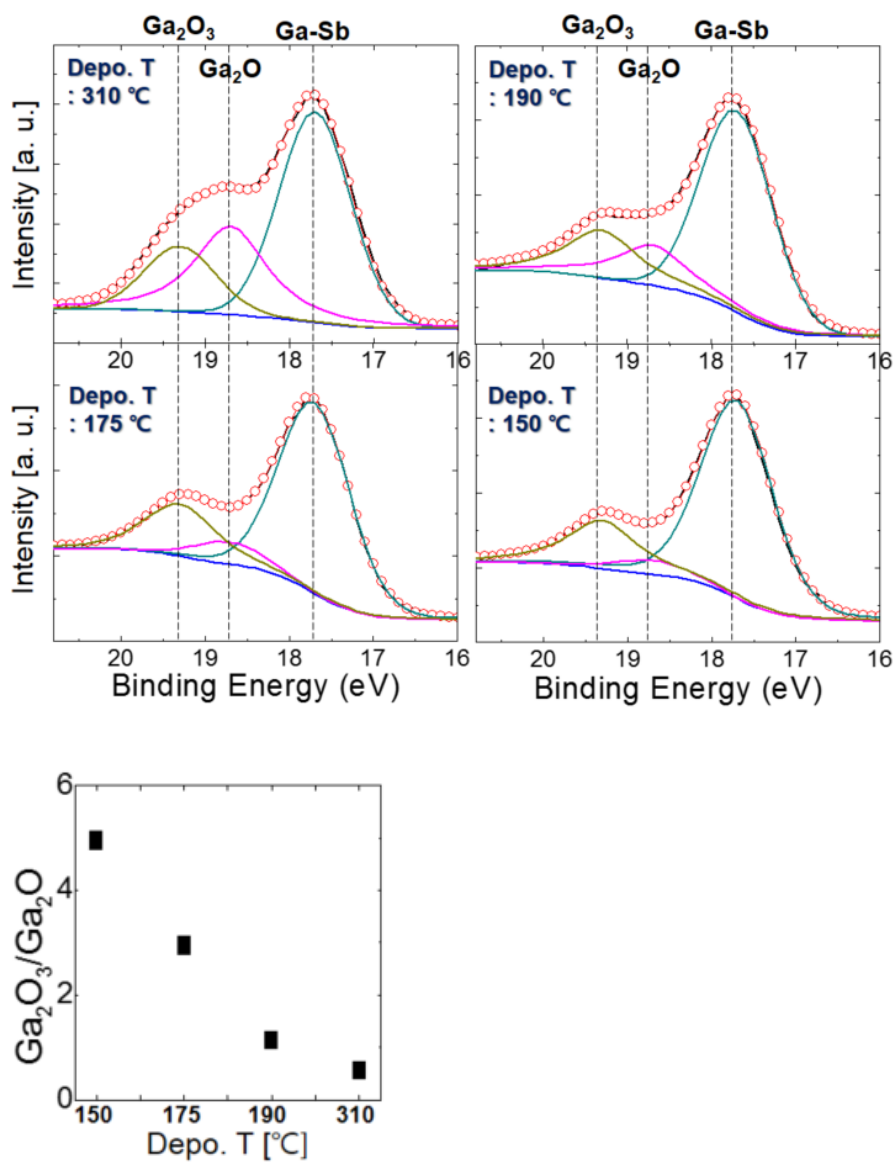 Ga₂O₃ Ga-Sb
Ga₂O
Depo. T
: 310 ℃
Intensity [a. u.]
20 19 18 17 16
Ga₂O₃ Ga-Sb
Ga₂O
Depo. T
: 190 ℃
20 19 18 17 16
Depo. T
: 175 ℃
Intensity [a. u.]
20 19 18 17 16
Binding Energy (eV)
Depo. T
: 150 ℃
20 19 18 17 16
Binding Energy (eV)
Ga₂O₃/Ga₂O
6
4
2
0
150 175 190 310
Depo. T [℃]